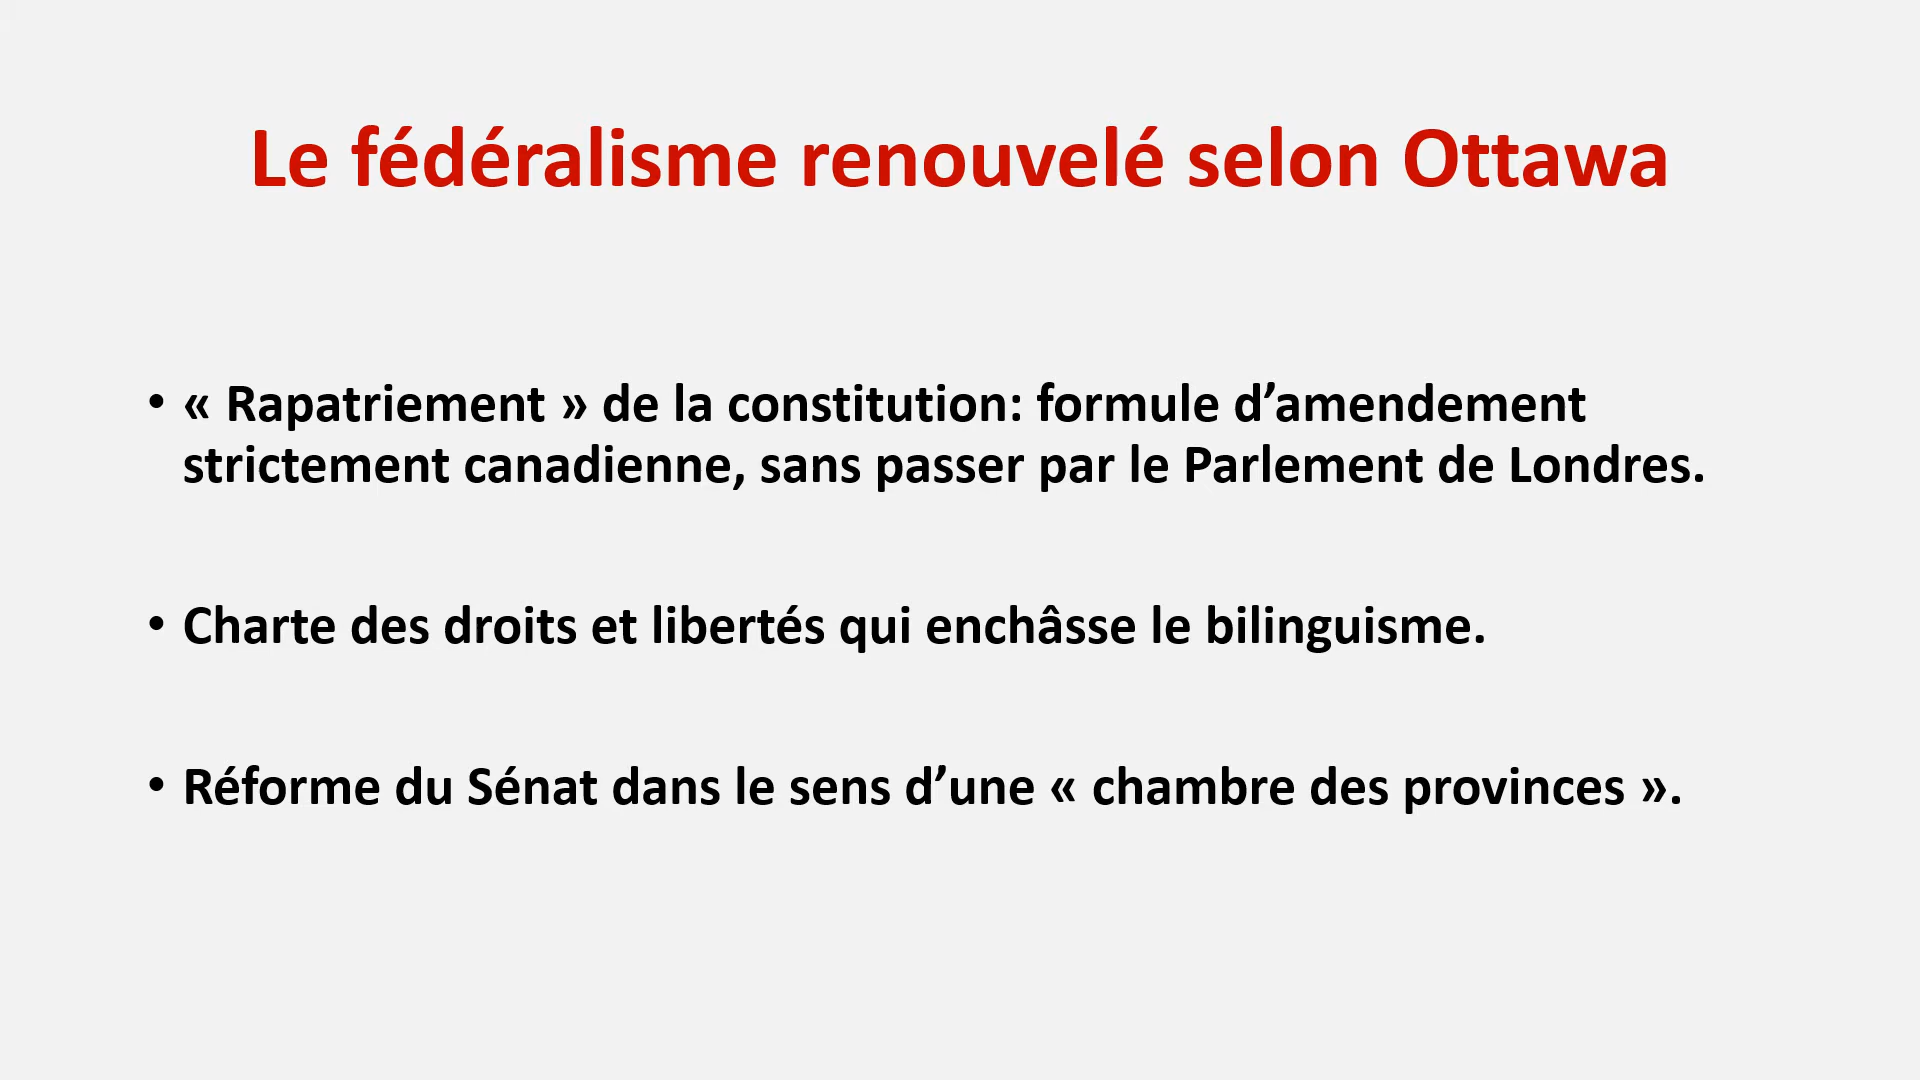 Le fédéralisme renouvelé selon Ottawa
• « Rapatriement » de la constitution: formule d’amendement
strictement canadienne, sans passer par le Parlement de Londres.
• Charte des droits et libertés qui enchâsse le bilinguisme.
• Réforme du Sénat dans le sens d’une « chambre des provinces ».